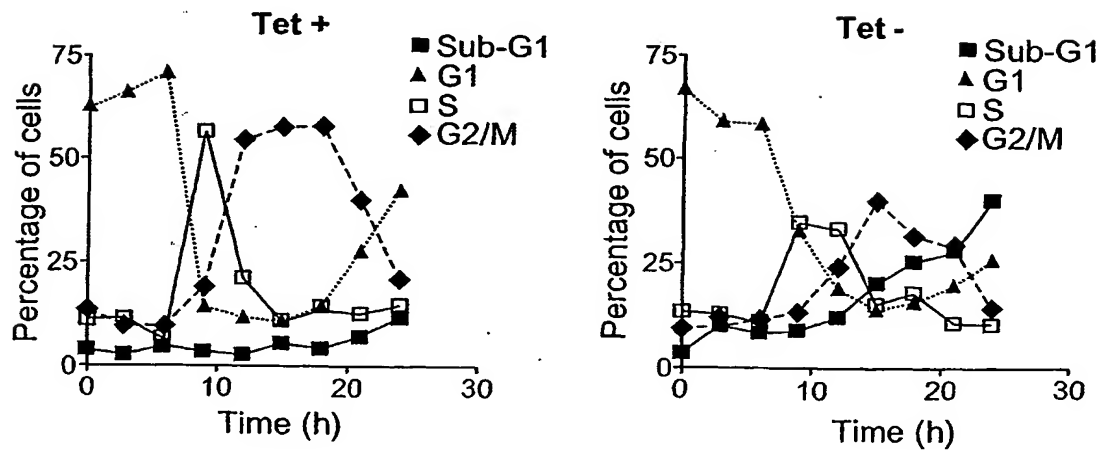 Tet +
Sub-G1
G1
S
G2/M
Percentage of cells
75
50
25
0
0
10
20
30
Time (h)
Tet -
Sub-G1
G1
S
G2/M
Percentage of cells
75
50
25
0
0
10
20
30
Time (h)